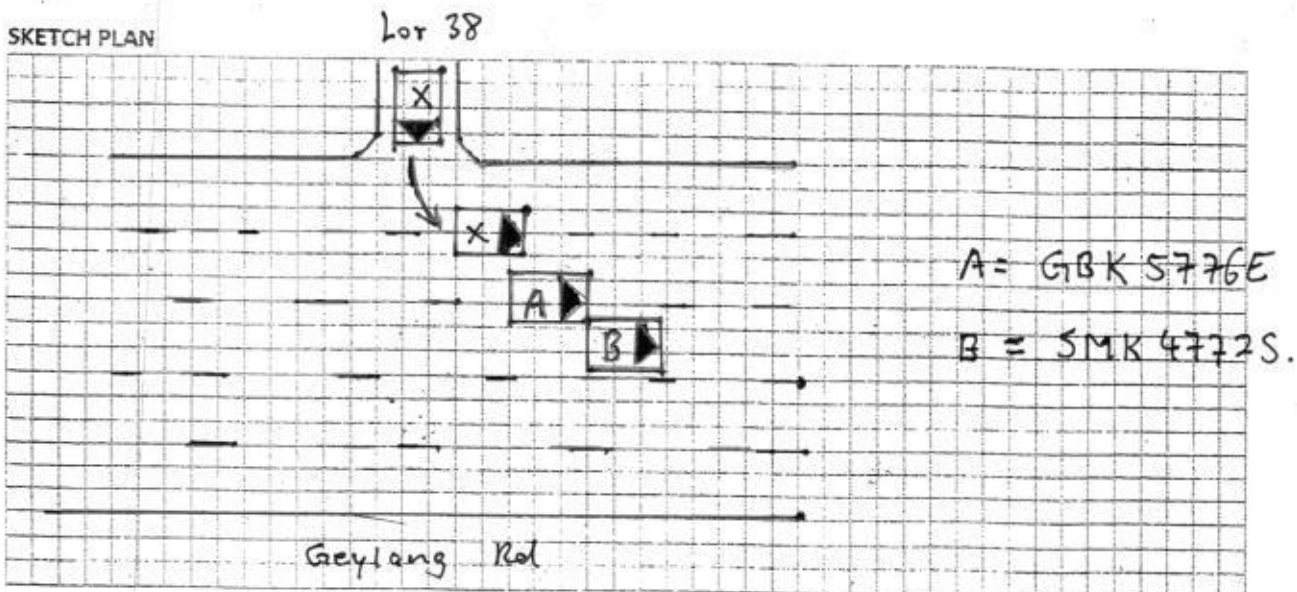 SKETCH PLAN
Lor 38
X
X
A
B
A = GBK 5776E
B = SMK 4772S.
Geylang Rd